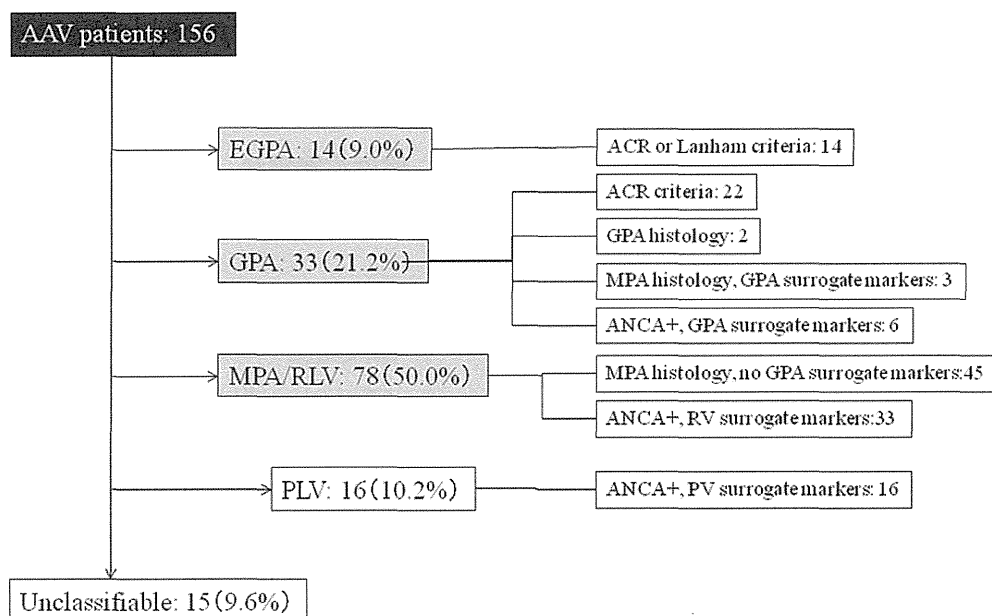 AAV patients: 156
EGPA: 14(9.0%)
ACR or Lanham criteria: 14
GPA: 33(21.2%)
ACR criteria: 22
GPA histology: 2
MPA histology, GPA surrogate markers: 3
ANCA+, GPA surrogate markers: 6
MPA/RLV: 78(50.0%)
MPA histology, no GPA surrogate markers:45
ANCA+, RV surrogate markers:33
PLV: 16(10.2%)
ANCA+, PV surrogate markers: 16
Unclassifiable: 15(9.6%)